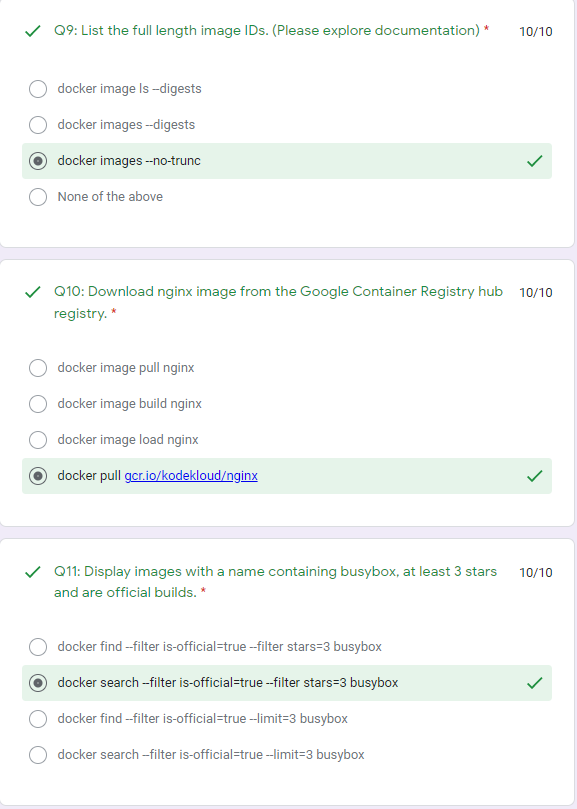 Q9: List the full length image IDs. (Please explore documentation) * 10/10
docker image ls --digests
docker images --digests
docker images --no-trunc
None of the above
Q10: Download nginx image from the Google Container Registry hub 10/10
registry. *
docker image pull nginx
docker image build nginx
docker image load nginx
docker pull gcr.io/kodekloud/nginx
Q11: Display images with a name containing busybox, at least 3 stars 10/10
and are official builds. *
docker find --filter is-official=true --filter stars=3 busybox
docker search --filter is-official=true --filter stars=3 busybox
docker find --filter is-official=true --limit=3 busybox
docker search --filter is-official=true --limit=3 busybox